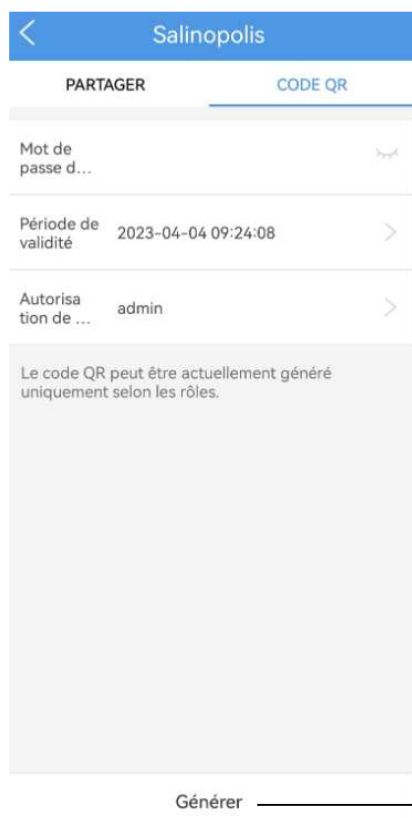 Salinopolis
PARTAGER
CODE QR
Mot de
passe d...
Période de
validité
2023-04-04 09:24:08
Autorisa
tion de ...
admin
Le code QR peut être actuellement généré
uniquement selon les rôles.
Générer